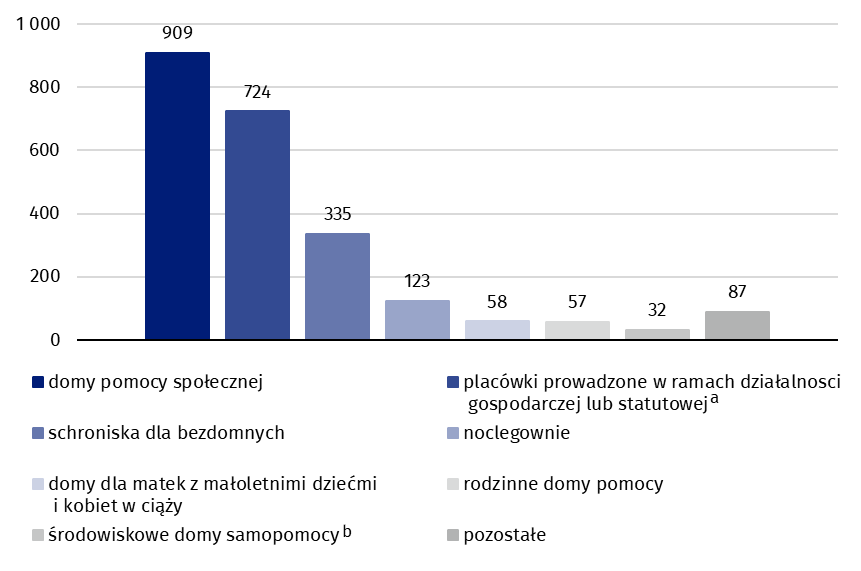 1 000
909
800
724
600
400
335
200
123
58
57
32
87
0
domy pomocy społecznej
placówki prowadzone w ramach działalnosci
gospodarczej lub statutowej a
schroniska dla bezdomnych
noclegownie
domy dla matek z małoletnimi dziećmi
i kobiet w ciąży
rodzinne domy pomocy
środowiskowe domy samopomocy b
pozostałe